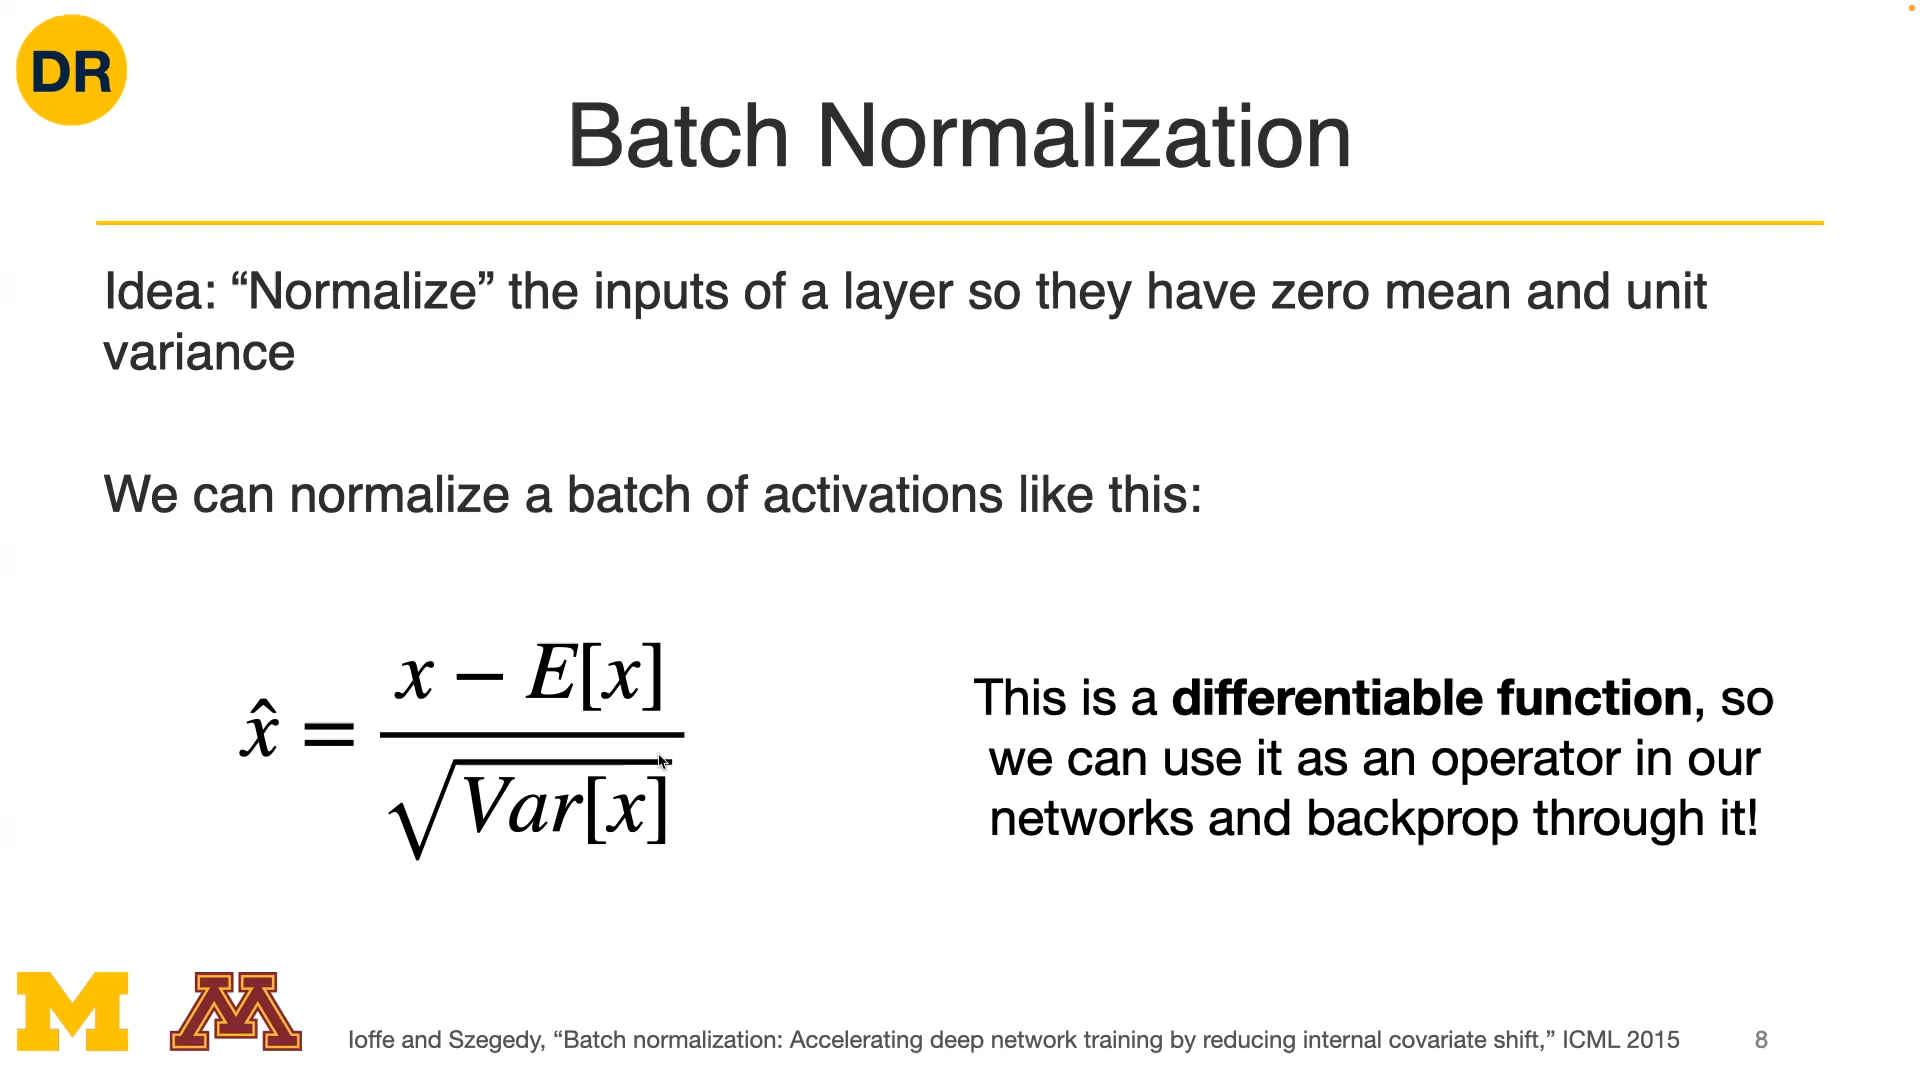 DR
Batch Normalization
Idea: “Normalize” the inputs of a layer so they have zero mean and unit
variance
We can normalize a batch of activations like this:
x̂ = \frac{x - E[x]}{\sqrt{Var[x]}}
This is a differentiable function, so
we can use it as an operator in our
networks and backprop through it!
M M
Ioffe and Szegedy, “Batch normalization: Accelerating deep network training by reducing internal covariate shift,” ICML 2015
8